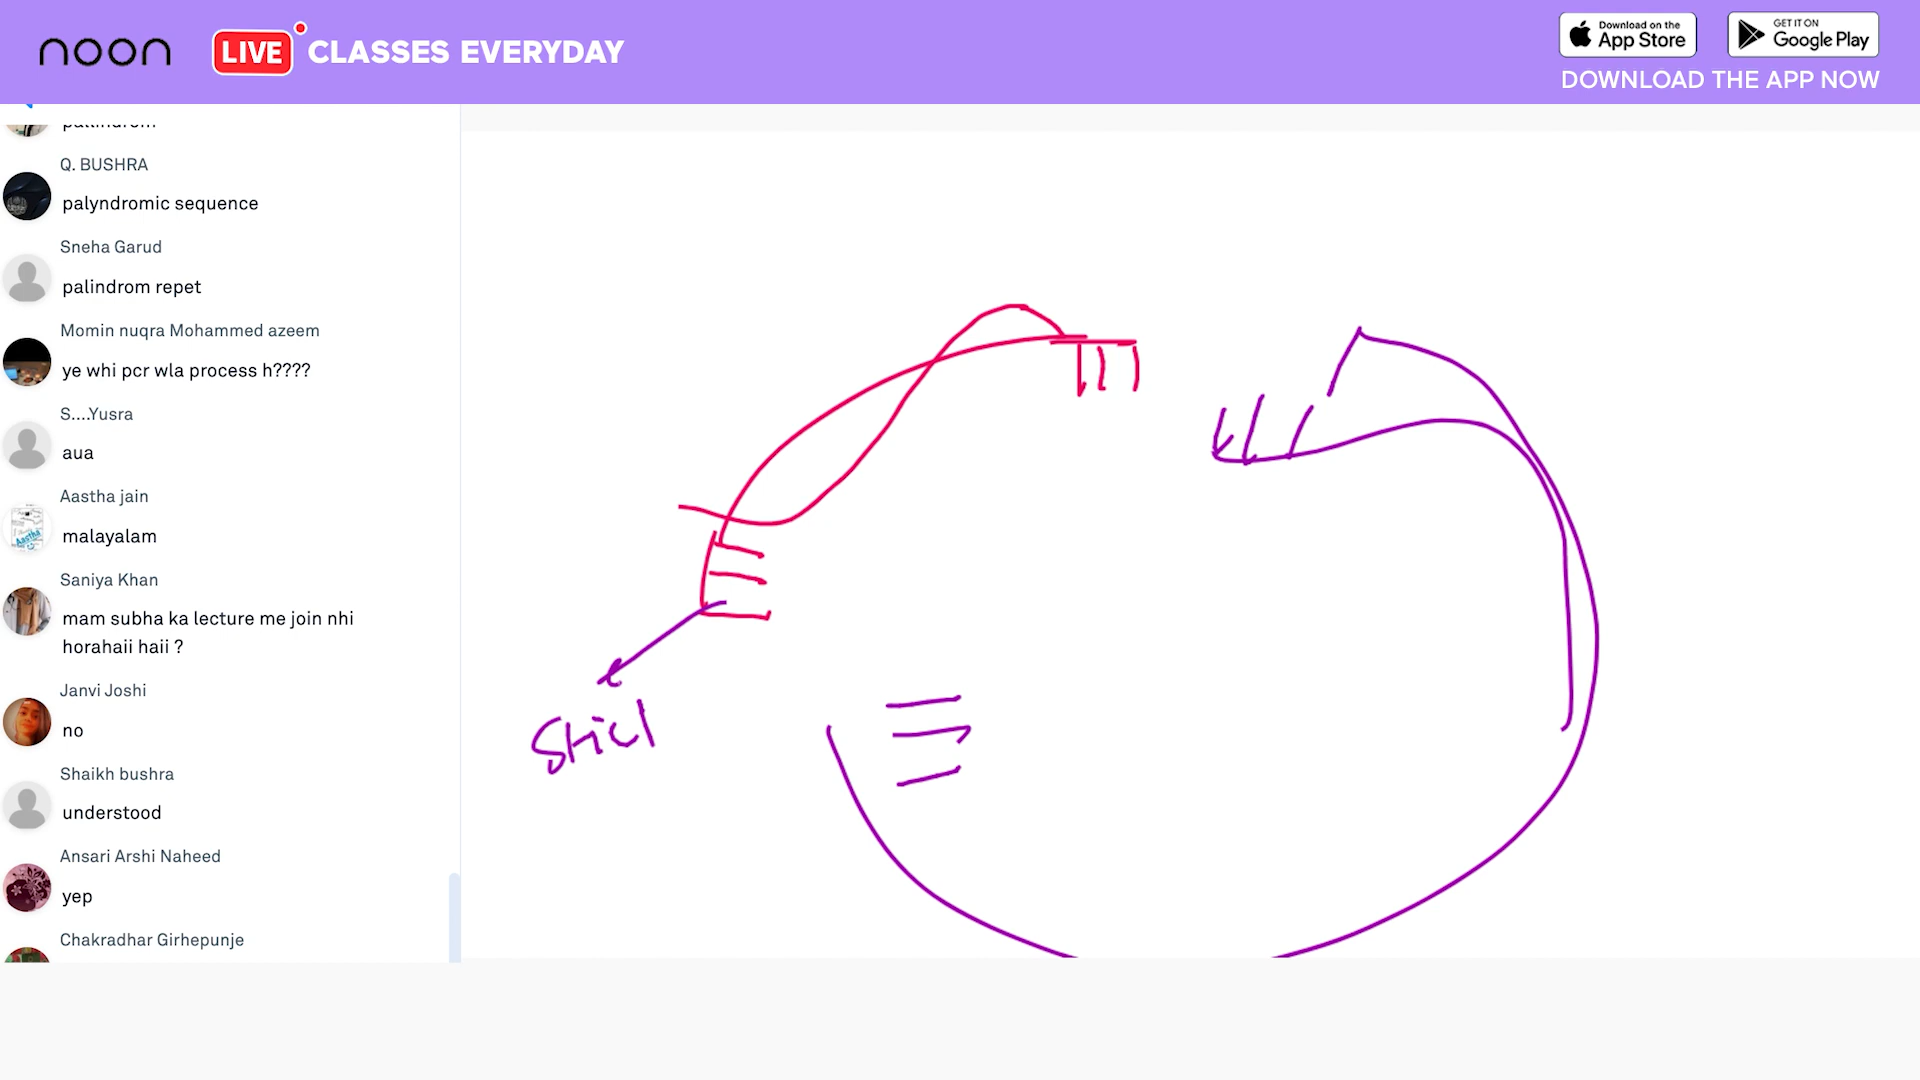 noon
LIVE CLASSES EVERYDAY
Download on the
App Store
GET IT ON
Google Play
DOWNLOAD THE APP NOW
Q. BUSHRA
palyndromic sequence
Sneha Garud
palindrom repet
Momin nuqra Mohammed azeem
ye whi pcr wla process h????
S....Yusra
aua
Aastha jain
malayalam
Saniya Khan
mam subha ka lecture me join nhi
horahaii haii ?
Janvi Joshi
no
Shaikh bushra
understood
Ansari Arshi Naheed
yep
Chakradhar Girhepunje